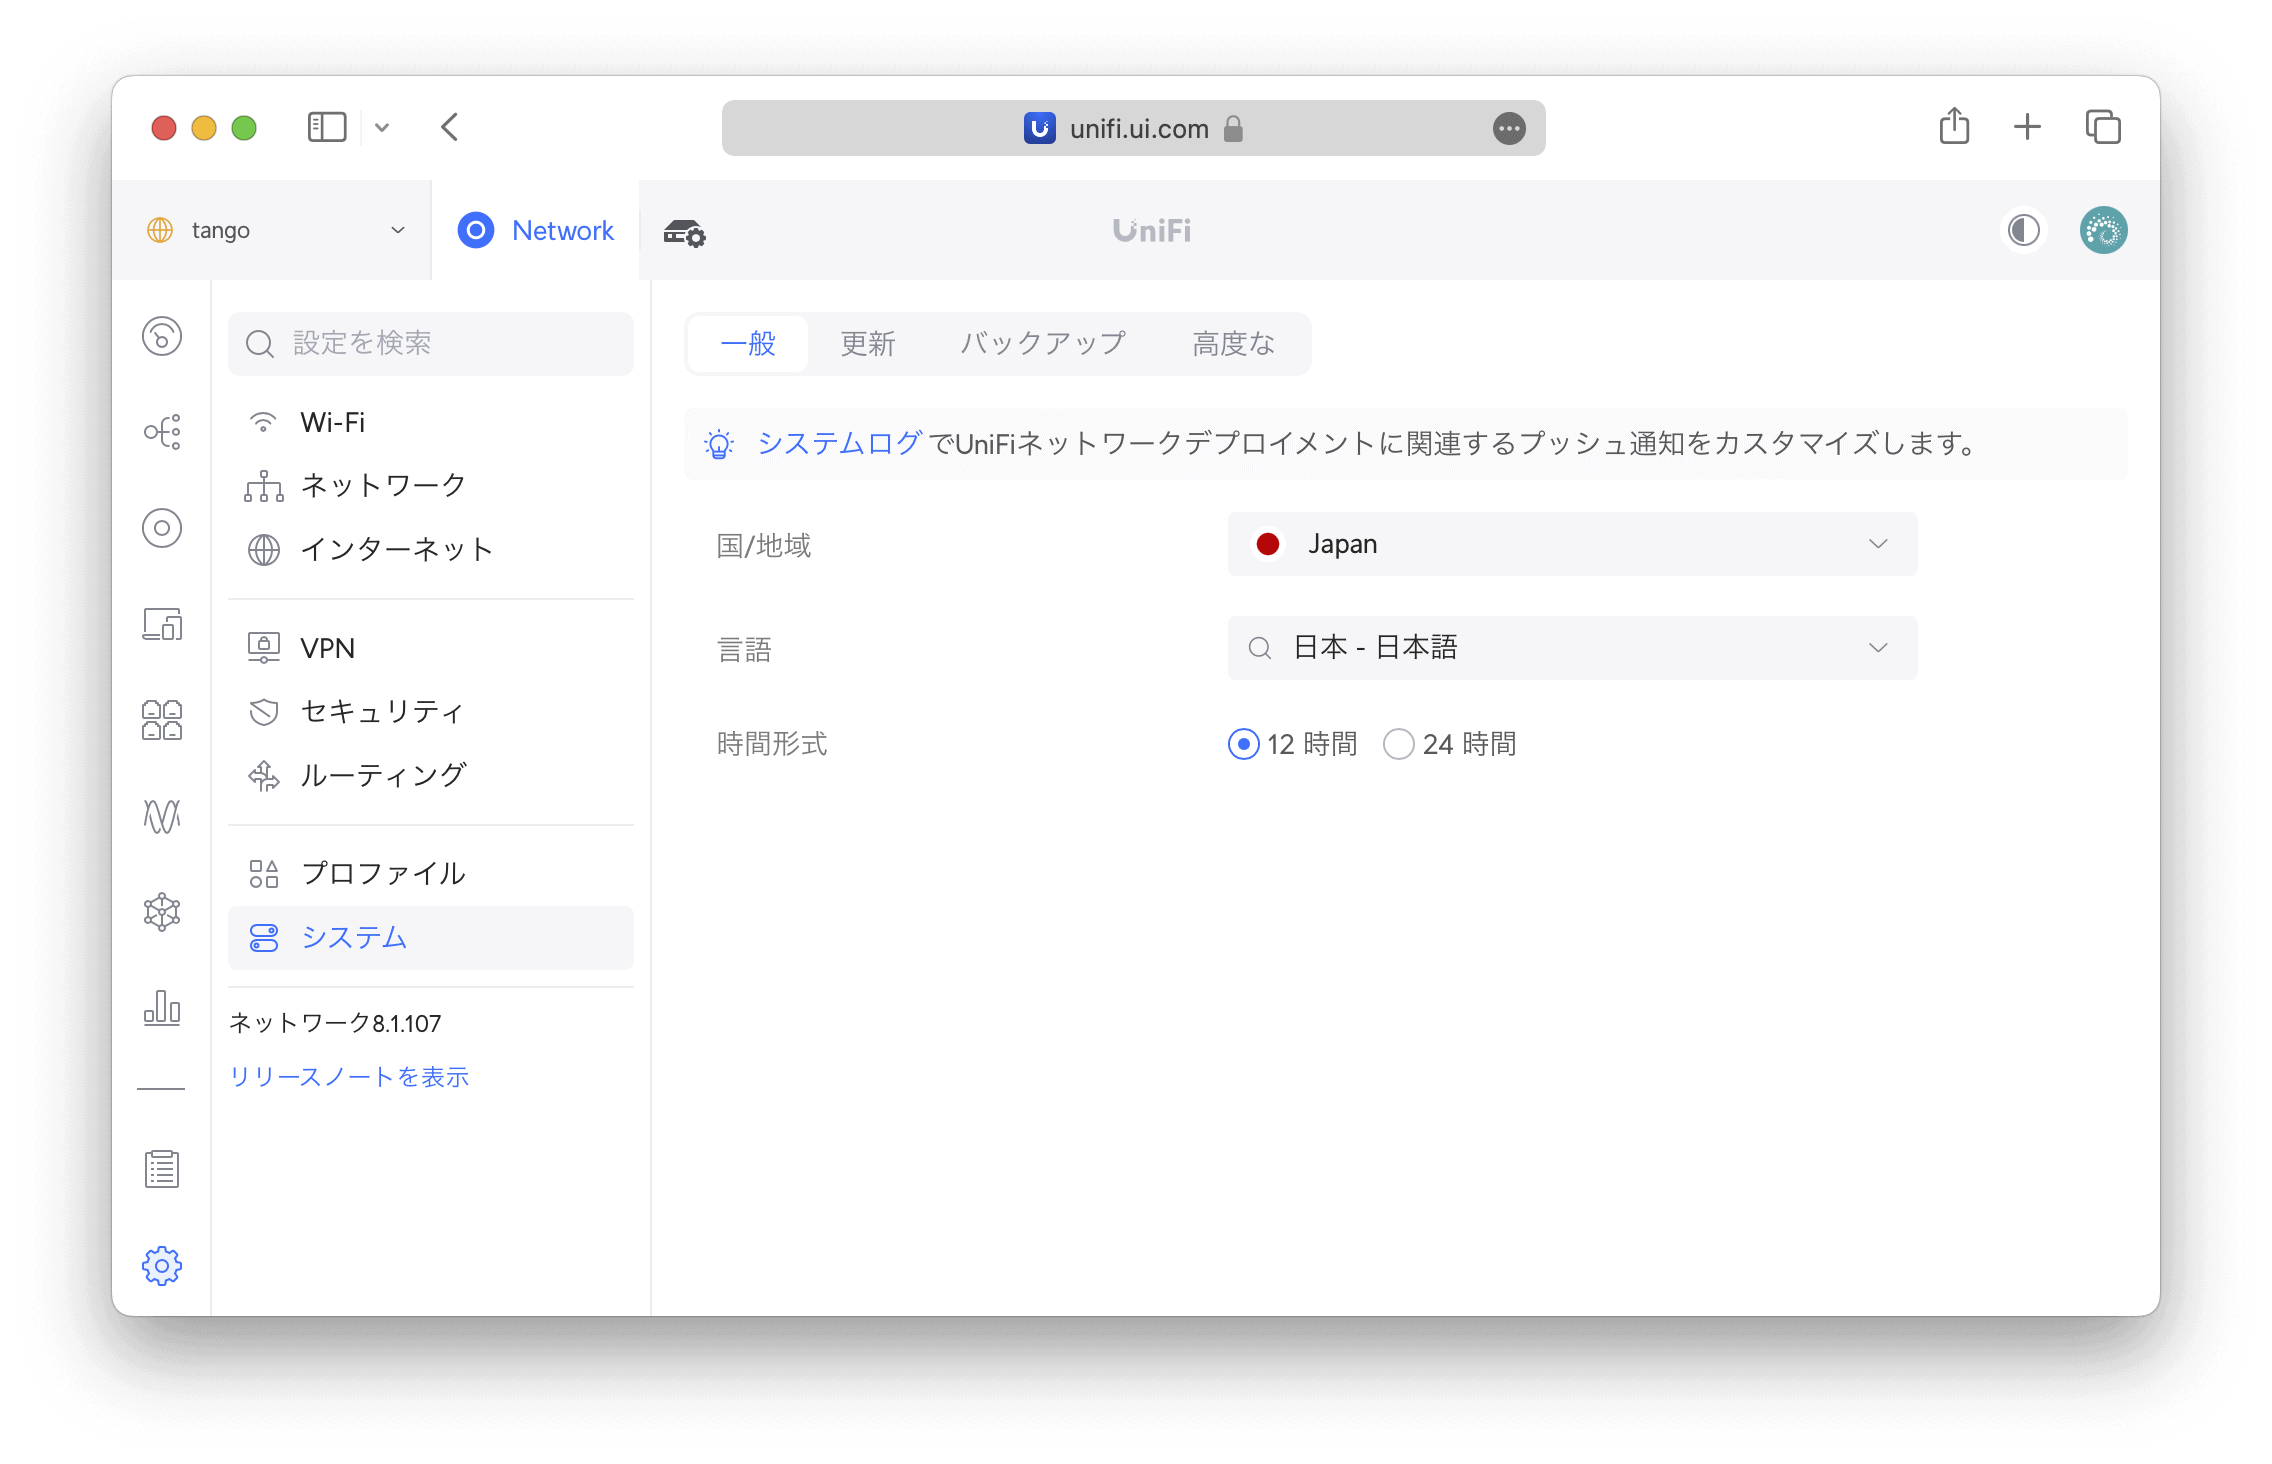 unifi.ui.com
tango
Network
UniFi
設定を検索
Wi-Fi
ネットワーク
インターネット
VPN
セキュリティ
ルーティング
プロファイル
システム
ネットワーク8.1.107
リリースノートを表示
一般 更新 バックアップ 高度な
システムログでUniFiネットワークデプロイメントに関連するプッシュ通知をカスタマイズします。
国/地域 Japan
言語 日本 - 日本語
時間形式 12 時間 24 時間